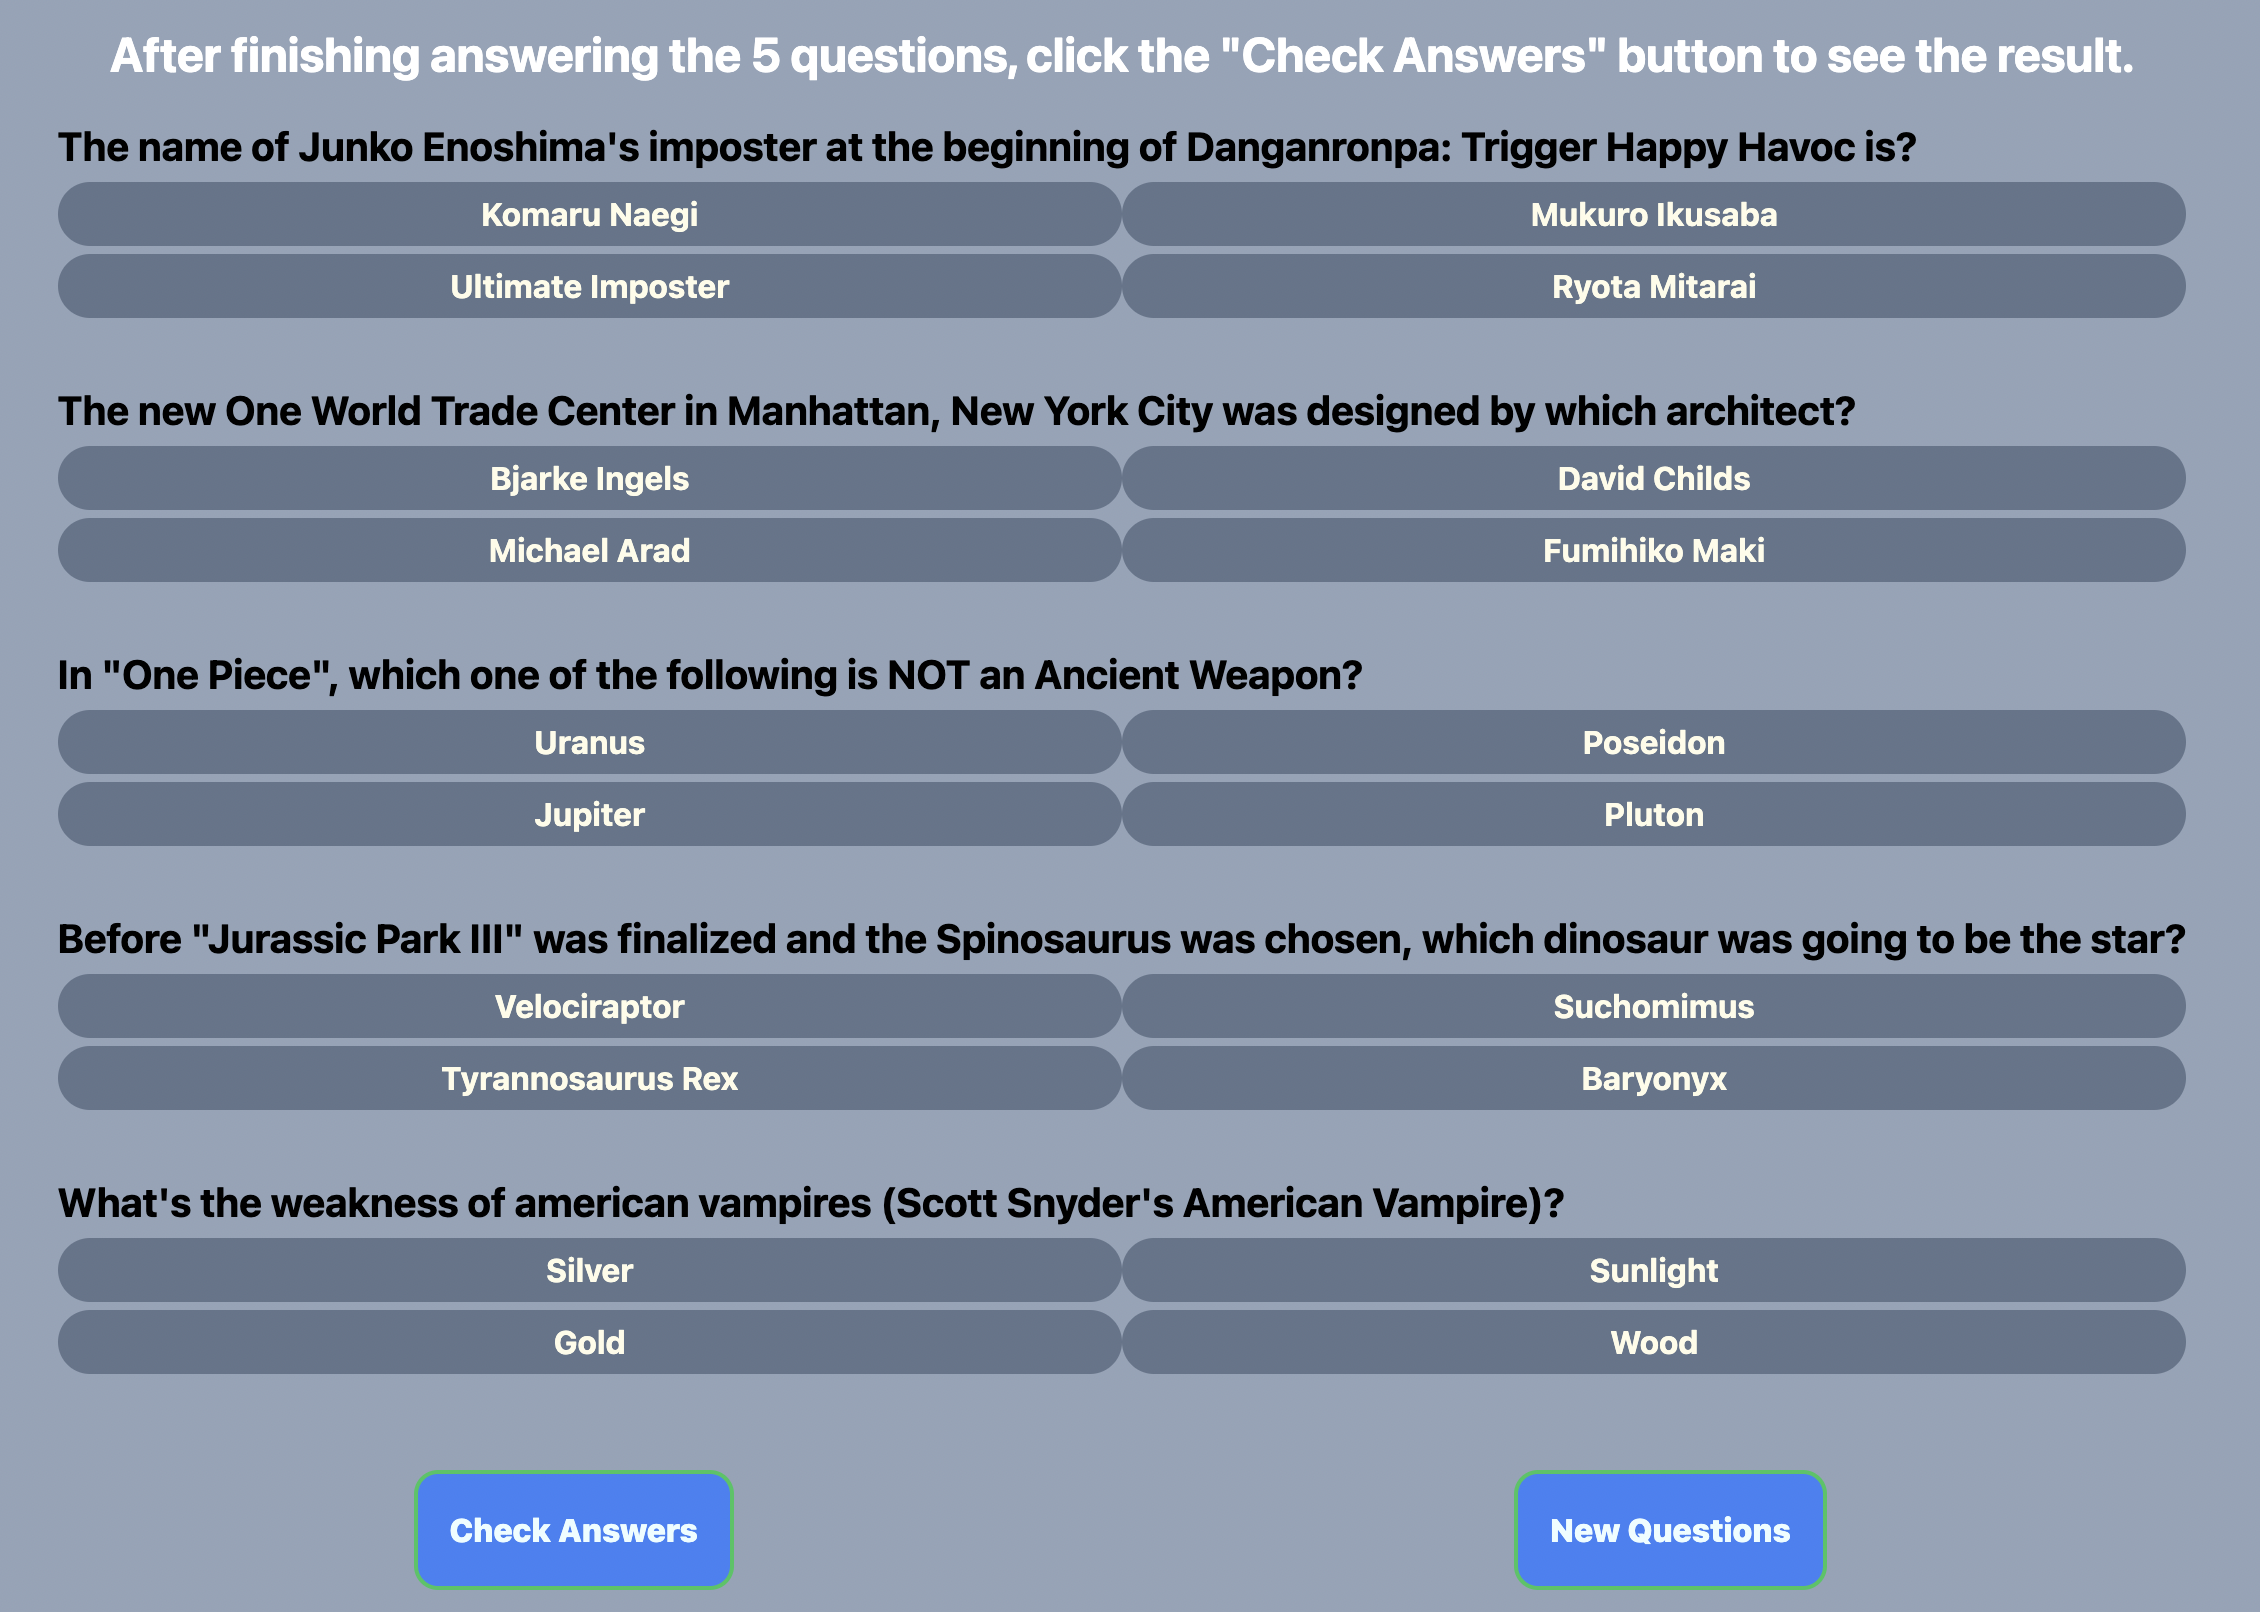 After finishing answering the 5 questions, click the "Check Answers" button to see the result.
The name of Junko Enoshima's imposter at the beginning of Danganronpa: Trigger Happy Havoc is?
Komaru Naegi
Mukuro Ikusaba
Ultimate Imposter
Ryota Mitarai
The new One World Trade Center in Manhattan, New York City was designed by which architect?
Bjarke Ingels
David Childs
Michael Arad
Fumihiko Maki
In "One Piece", which one of the following is NOT an Ancient Weapon?
Uranus
Poseidon
Jupiter
Pluton
Before "Jurassic Park III" was finalized and the Spinosaurus was chosen, which dinosaur was going to be the star?
Velociraptor
Suchomimus
Tyrannosaurus Rex
Baryonyx
What's the weakness of american vampires (Scott Snyder's American Vampire)?
Silver
Sunlight
Gold
Wood
Check Answers
New Questions